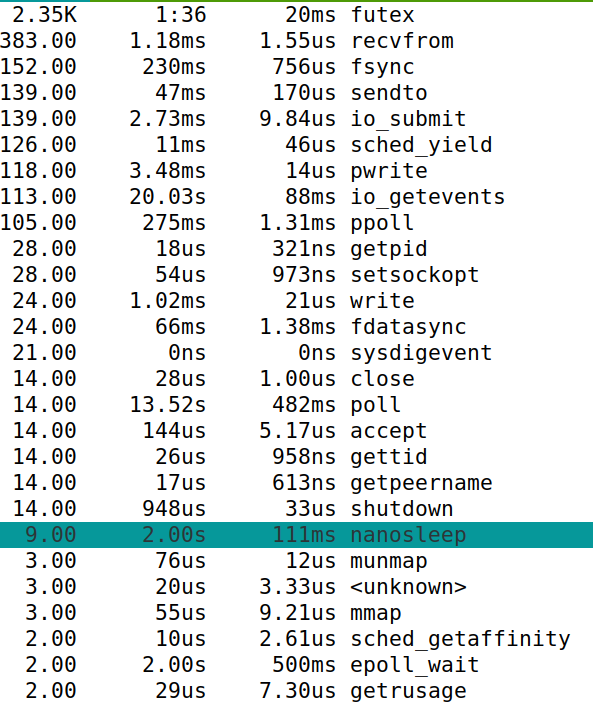 2.35K 1:36 20ms futex
383.00 1.18ms 1.55us recvfrom
152.00 230ms 756us fsync
139.00 47ms 170us sendto
139.00 2.73ms 9.84us io_submit
126.00 11ms 46us sched_yield
118.00 3.48ms 14us pwrite
113.00 20.03s 88ms io_getevents
105.00 275ms 1.31ms ppoll
28.00 18us 321ns getpid
28.00 54us 973ns setsockopt
24.00 1.02ms 21us write
24.00 66ms 1.38ms fdatasync
21.00 0ns 0ns sysdigevent
14.00 28us 1.00us close
14.00 13.52s 482ms poll
14.00 144us 5.17us accept
14.00 26us 958ns gettid
14.00 17us 613ns getpeername
14.00 948us 33us shutdown
9.00 2.00s 111ms nanosleep
3.00 76us 12us munmap
3.00 20us 3.33us <unknown>
3.00 55us 9.21us mmap
2.00 10us 2.61us sched_getaffinity
2.00 2.00s 500ms epoll_wait
2.00 29us 7.30us getrusage